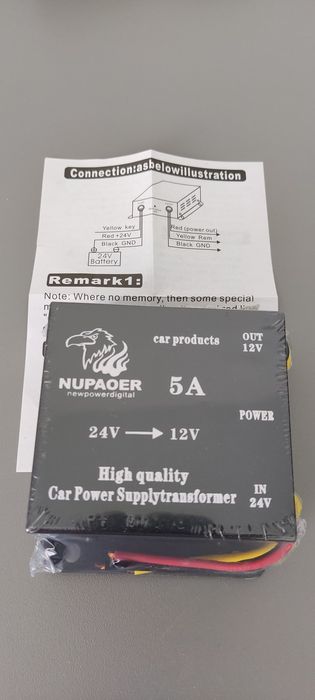 Connection:asbelowillustration
Yellow key
Red +24V
Black GND
Red (power out)
Yellow Rem
Black GND
24V
Battery
Remark1:
Note: Where no memory, then some special
car products
OUT
12V
NUPAOER
newpowerdigital
5A
POWER
24V → 12V
High quality
Car Power Supplytransformer
IN
24V